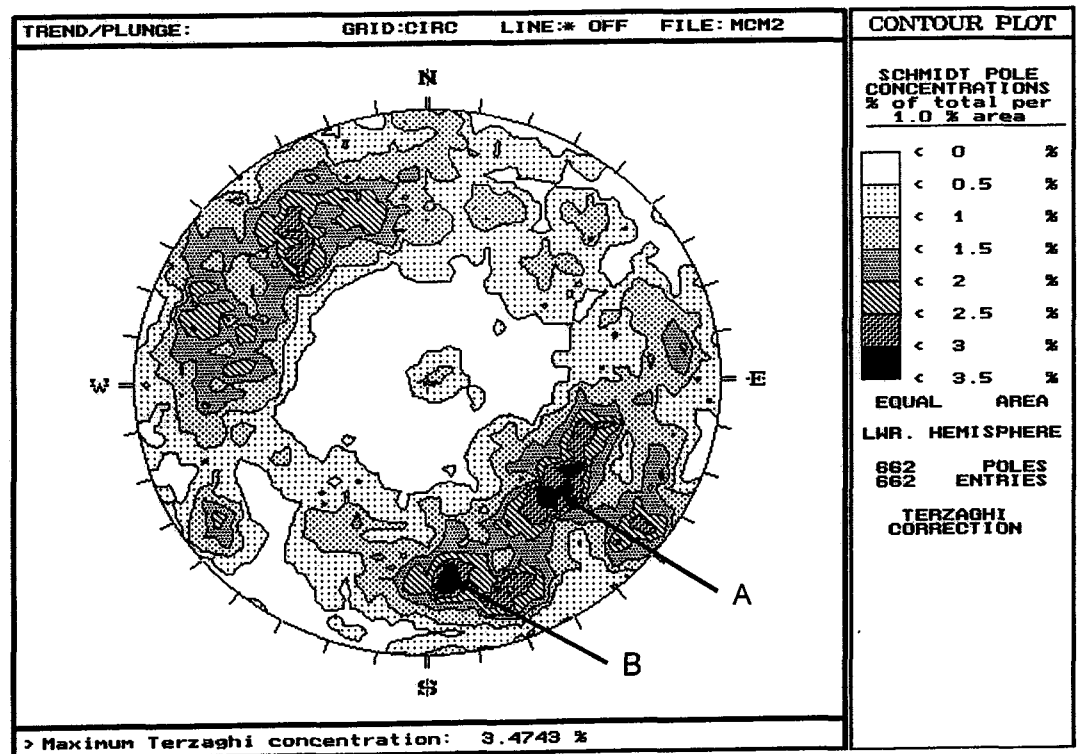 TREND/PLUNGE: GRID:CIRC LINE:* OFF FILE: MCM2
CONTOUR PLOT
SCHMIDT POLE
CONCENTRATIONS
% of total per
1.0 % area
< 0 %
< 0.5 %
< 1 %
< 1.5 %
< 2 %
< 2.5 %
< 3 %
< 3.5 %
EQUAL AREA
LWR. HEMISPHERE
662 POLES
662 ENTRIES
TERZAGHI
CORRECTION
N
W
E
S
A
B
> Maximum Terzaghi concentration: 3.4743 %